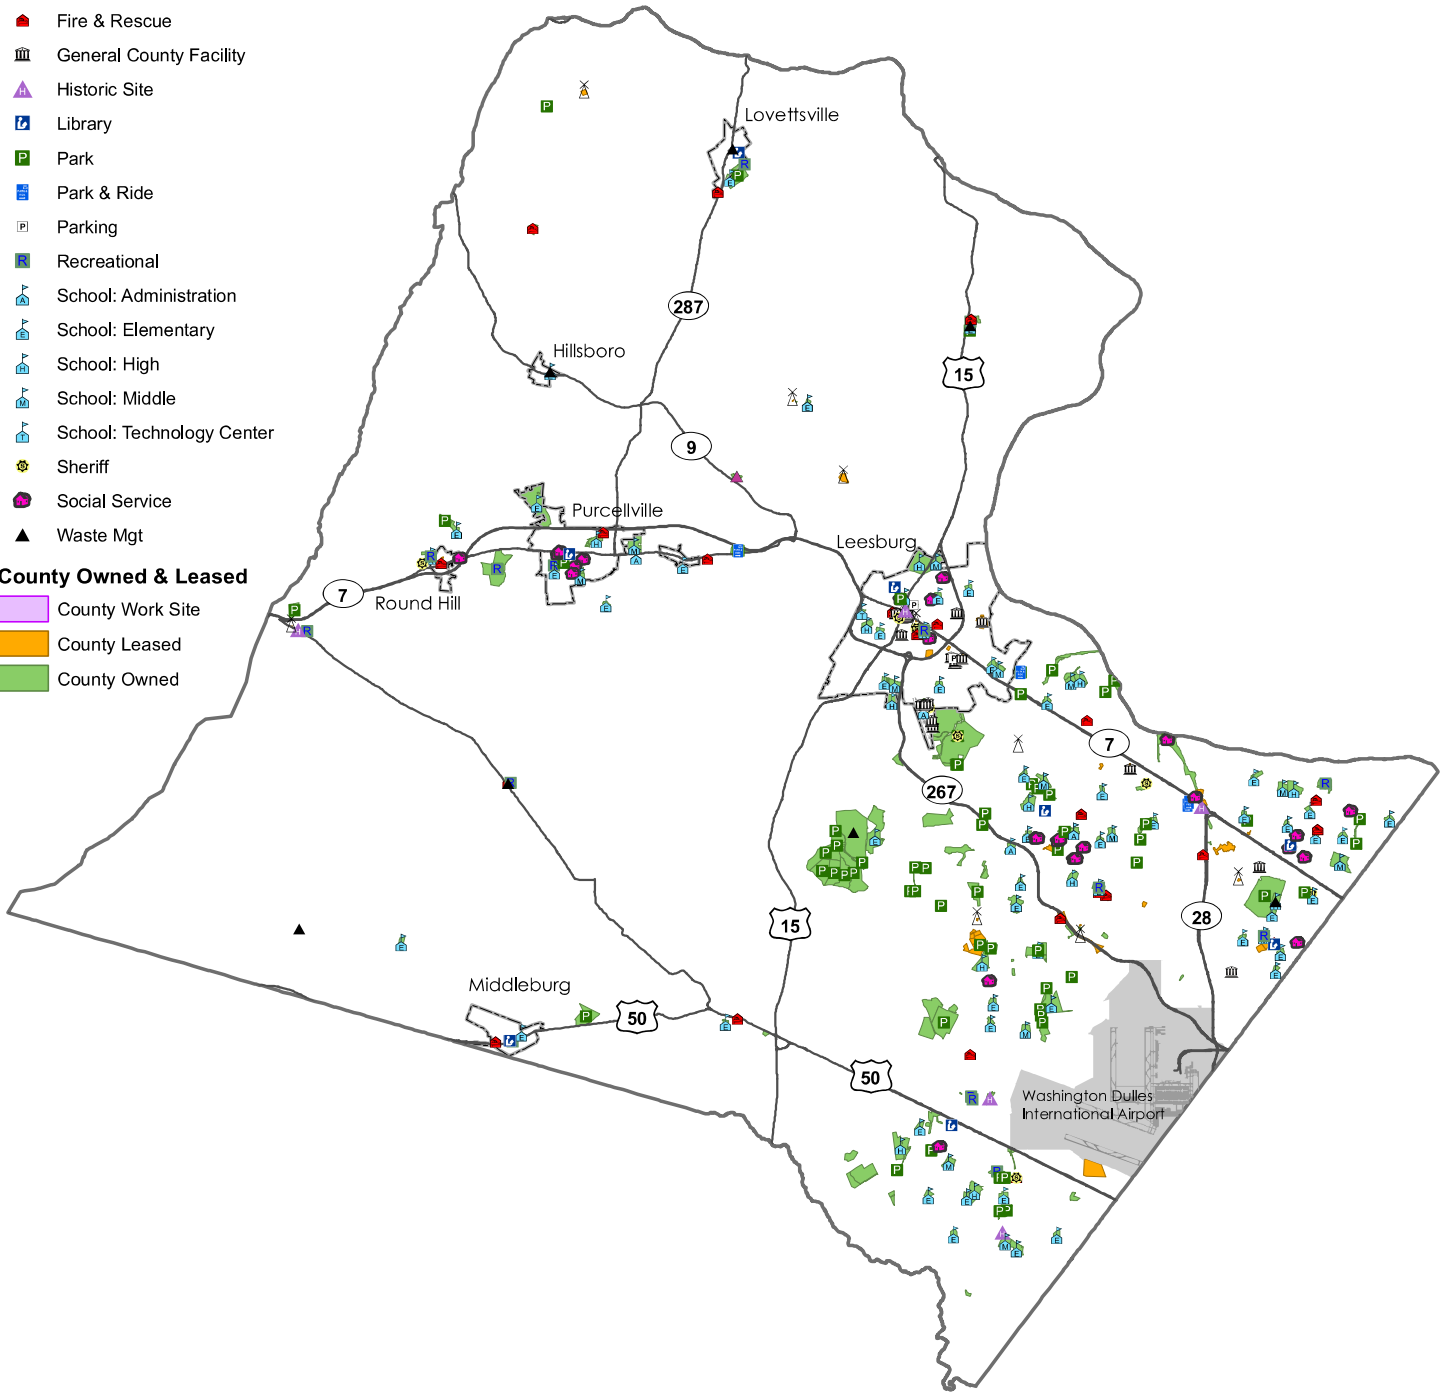 Fire & Rescue
General County Facility
Historic Site
Library
Park
Park & Ride
Parking
Recreational
School: Administration
School: Elementary
School: High
School: Middle
School: Technology Center
Sheriff
Social Service
Waste Mgt
County Owned & Leased
County Work Site
County Leased
County Owned
Lovettsville
287
Hillsboro
15
9
Purcellville
Leesburg
7
Round Hill
7
267
15
28
Middleburg
50
50
Washington Dulles
International Airport